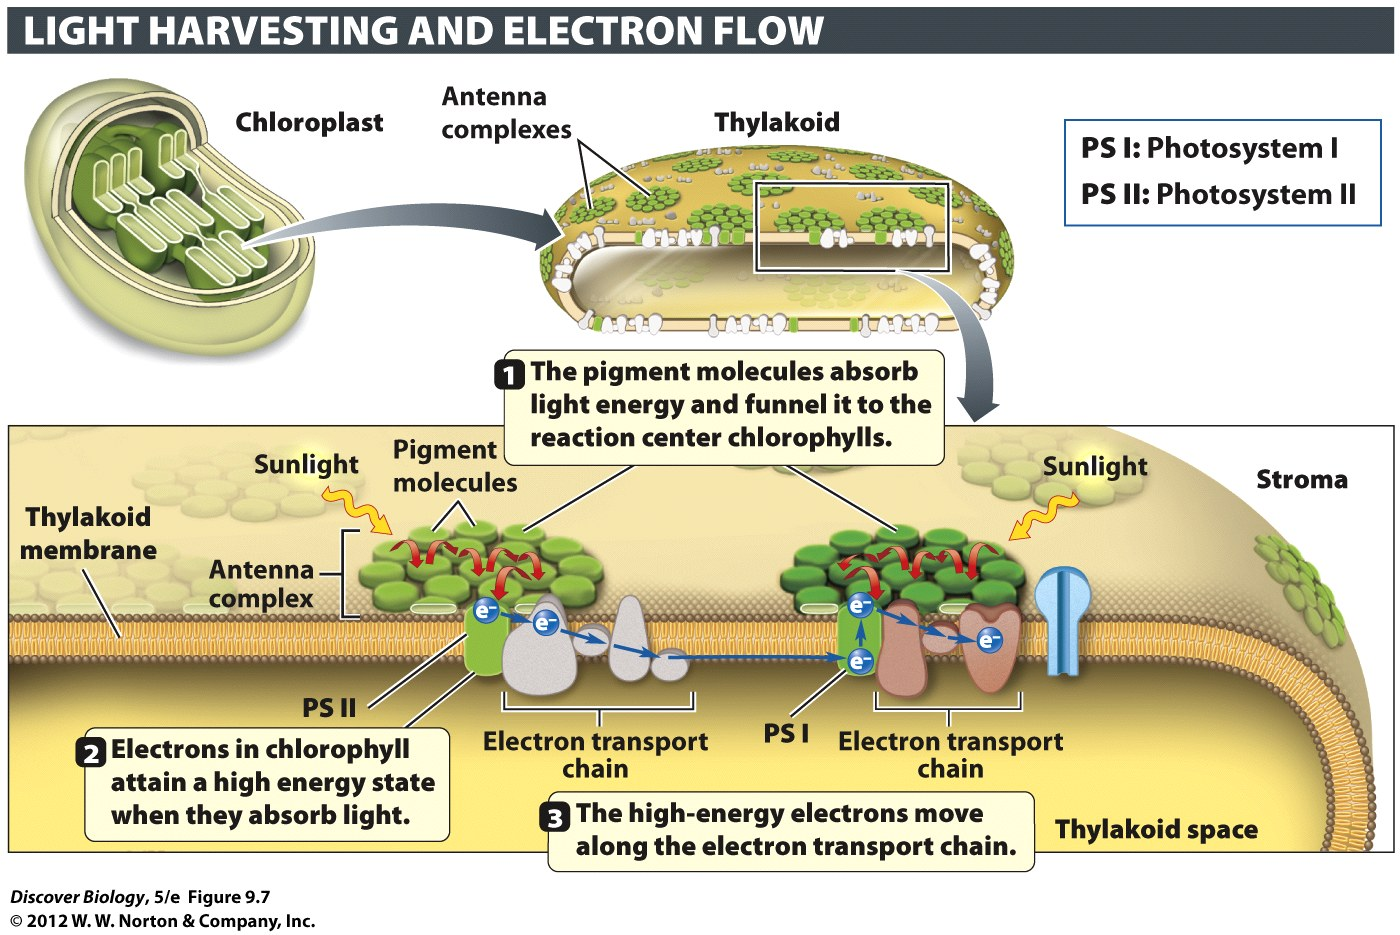 LIGHT HARVESTING AND ELECTRON FLOW
Chloroplast
Antenna
complexes
Thylakoid
PS I: Photosystem I
PS II: Photosystem II
1 The pigment molecules absorb
light energy and funnel it to the
reaction center chlorophylls.
Sunlight
Pigment
molecules
Sunlight
Stroma
Thylakoid
membrane
Antenna
complex
e⁻
e⁻
e⁻
e⁻
e⁻
PS II
Electron transport
chain
PS I
Electron transport
chain
2 Electrons in chlorophyll
attain a high energy state
when they absorb light.
3 The high-energy electrons move
along the electron transport chain.
Thylakoid space
Discover Biology, 5/e Figure 9.7
© 2012 W. W. Norton & Company, Inc.